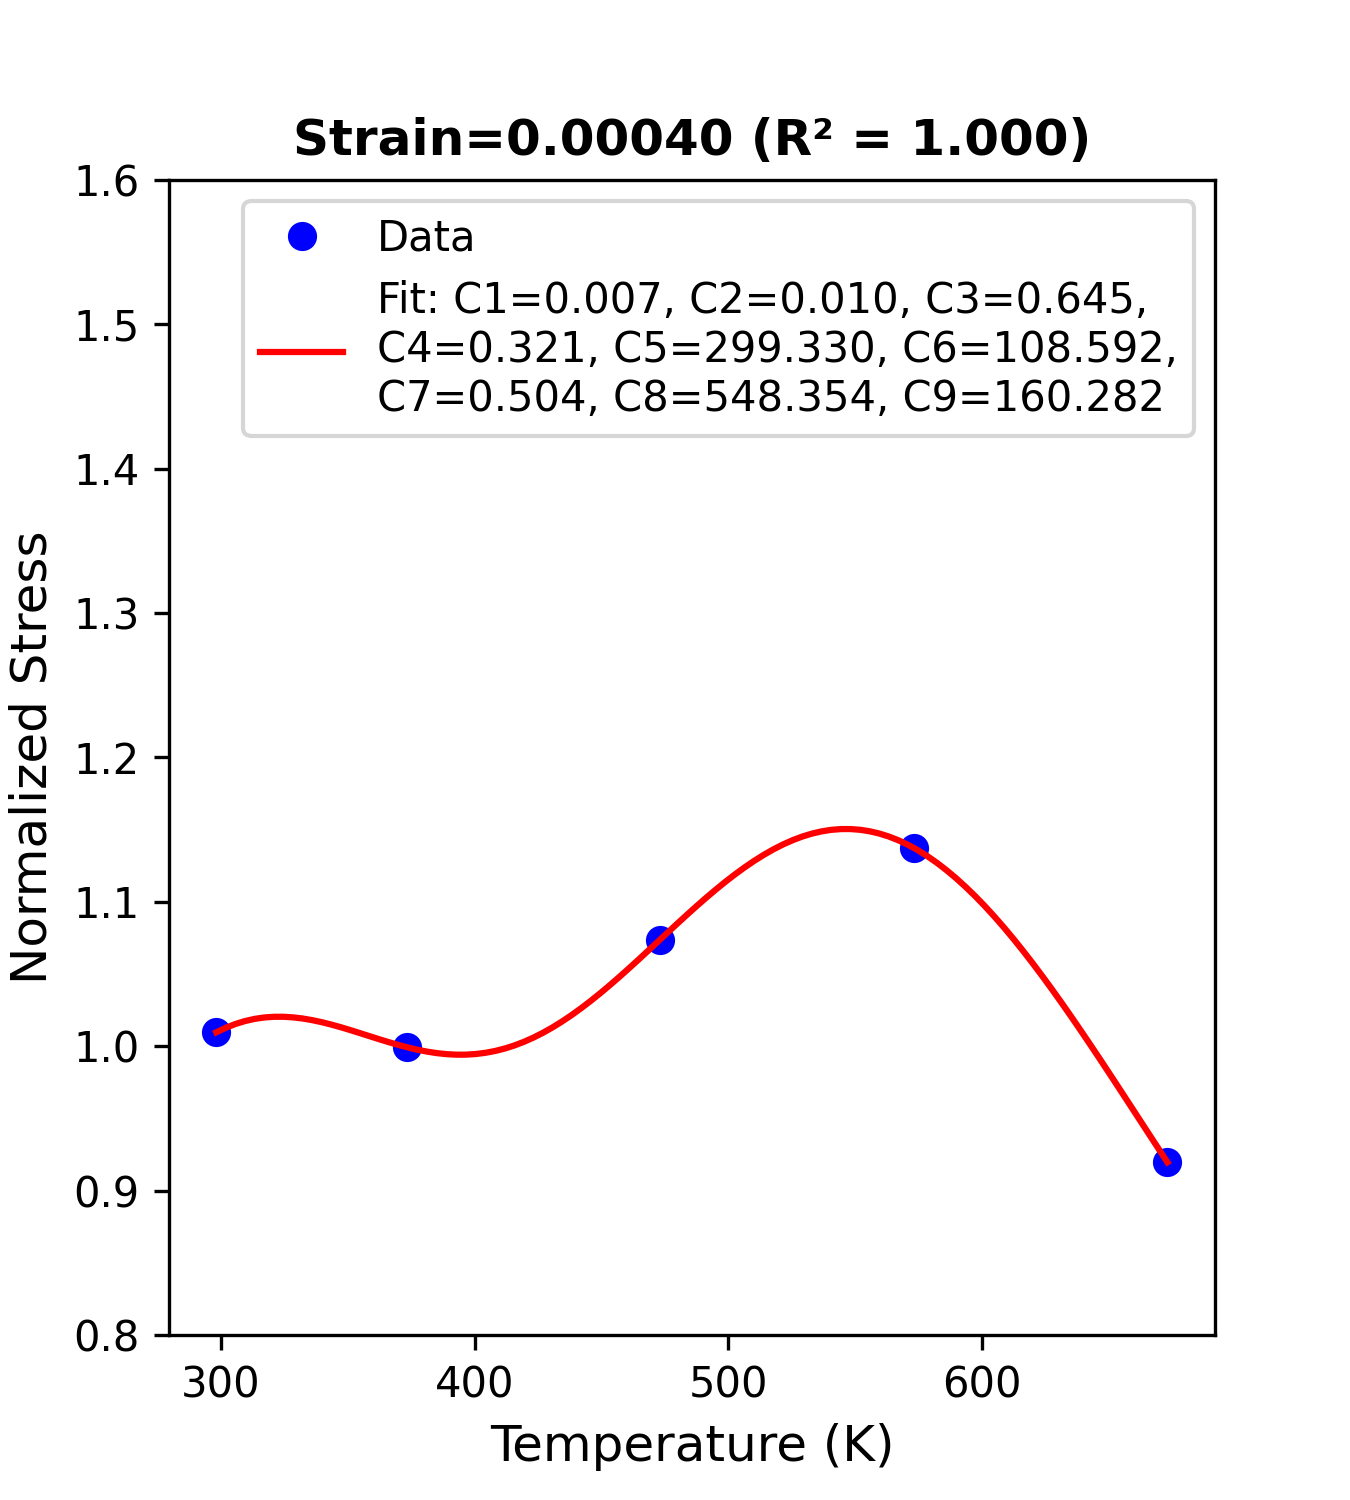 Strain=0.00040 (R² = 1.000)
1.6
1.5
1.4
1.3
1.2
1.1
1.0
0.9
0.8
Normalized Stress
Data
Fit: C1=0.007, C2=0.010, C3=0.645,
C4=0.321, C5=299.330, C6=108.592,
C7=0.504, C8=548.354, C9=160.282
300 400 500 600
Temperature (K)